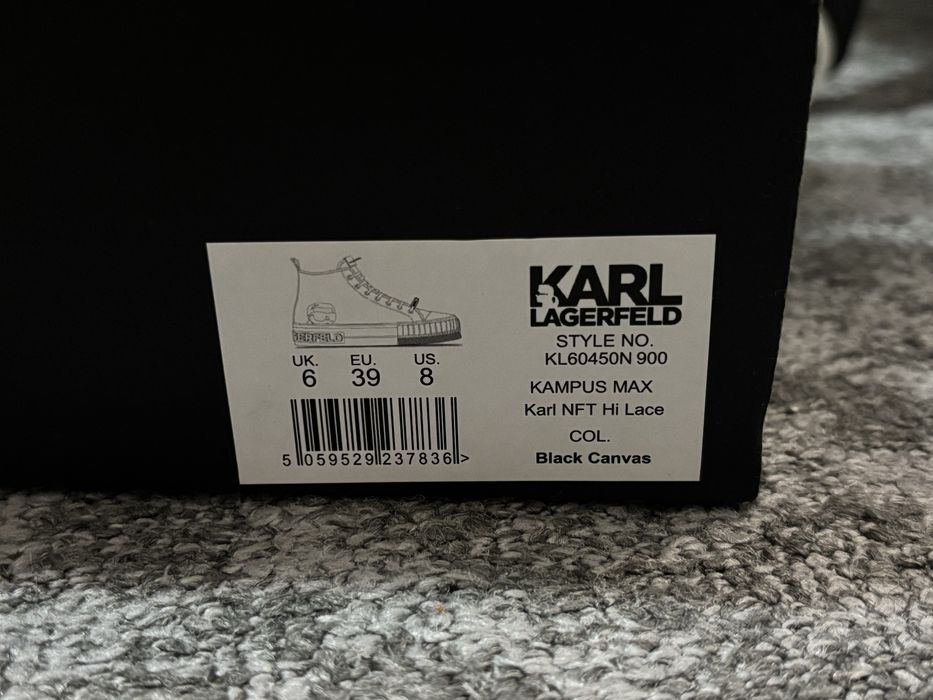 KARL
LAGERFELD
STYLE NO.
KL60450N 900
KAMPUS MAX
Karl NFT Hi Lace
COL.
Black Canvas
ERFELD
UK. EU. US.
6 39 8
5 059529 237836 >